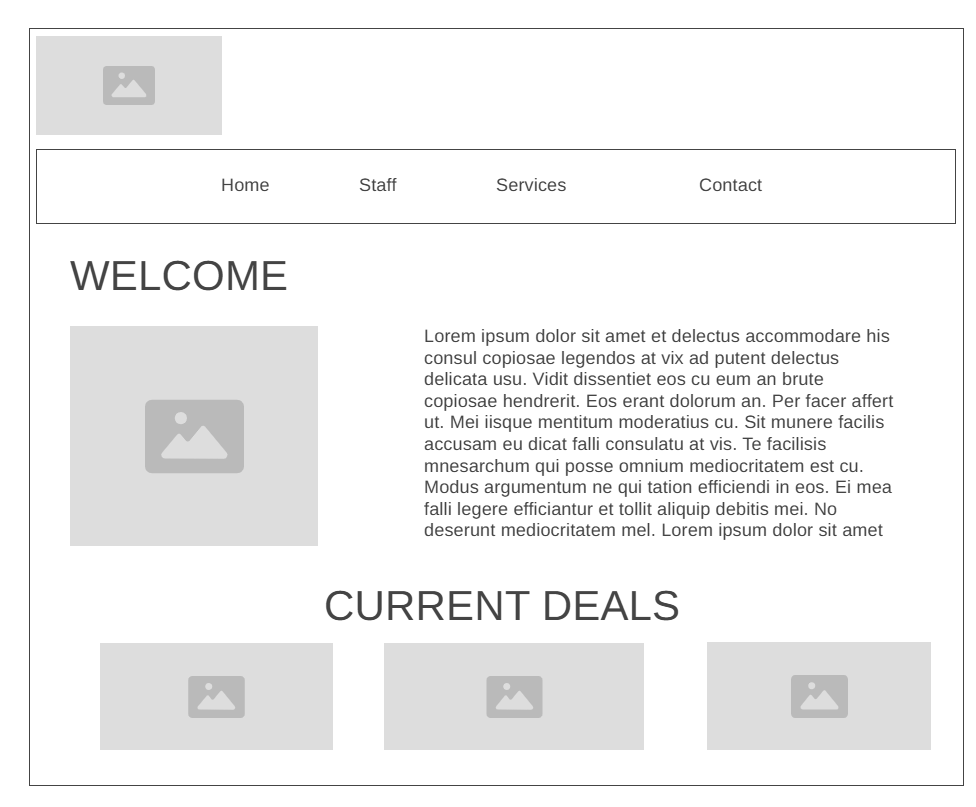 Home Staff Services Contact
WELCOME
Lorem ipsum dolor sit amet et delectus accommodare his
consul copiosae legendos at vix ad putent delectus
delicata usu. Vidit dissentiet eos cu eum an brute
copiosae hendrerit. Eos erant dolorum an. Per facer affert
ut. Mei iisque mentitum moderatius cu. Sit munere facilis
accusam eu dicat falli consulatu at vis. Te facilisis
mnesarchum qui posse omnium mediocritatem est cu.
Modus argumentum ne qui tation efficiendi in eos. Ei mea
falli legere efficiantur et tollit aliquip debitis mei. No
deserunt mediocritatem mel. Lorem ipsum dolor sit amet
CURRENT DEALS